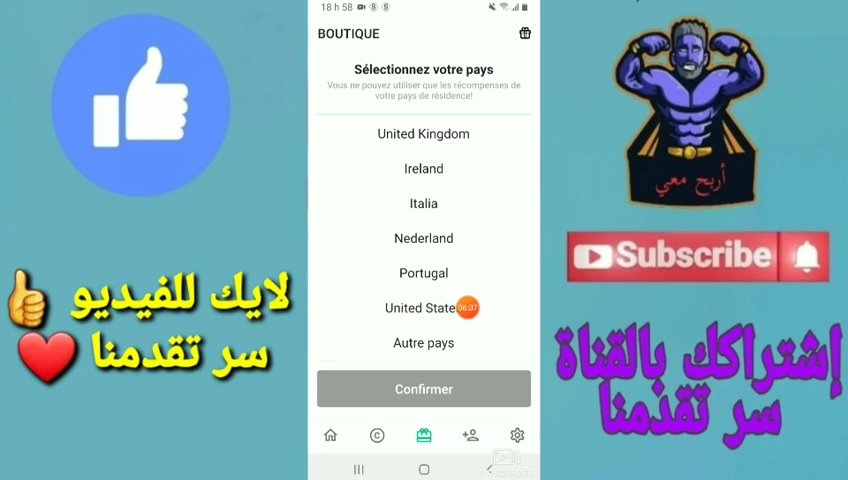 18 h 58
BOUTIQUE
Sélectionnez votre pays
Vous ne pouvez utiliser que les récompenses de
votre pays de résidence!
United Kingdom
Ireland
Italia
Nederland
Portugal
United State
06:07
Autre pays
Confirmer
لايك للفيديو
سر تقدمنا
أربح معي
Subscribe
إشتراكك بالقناة
سر تقدمنا